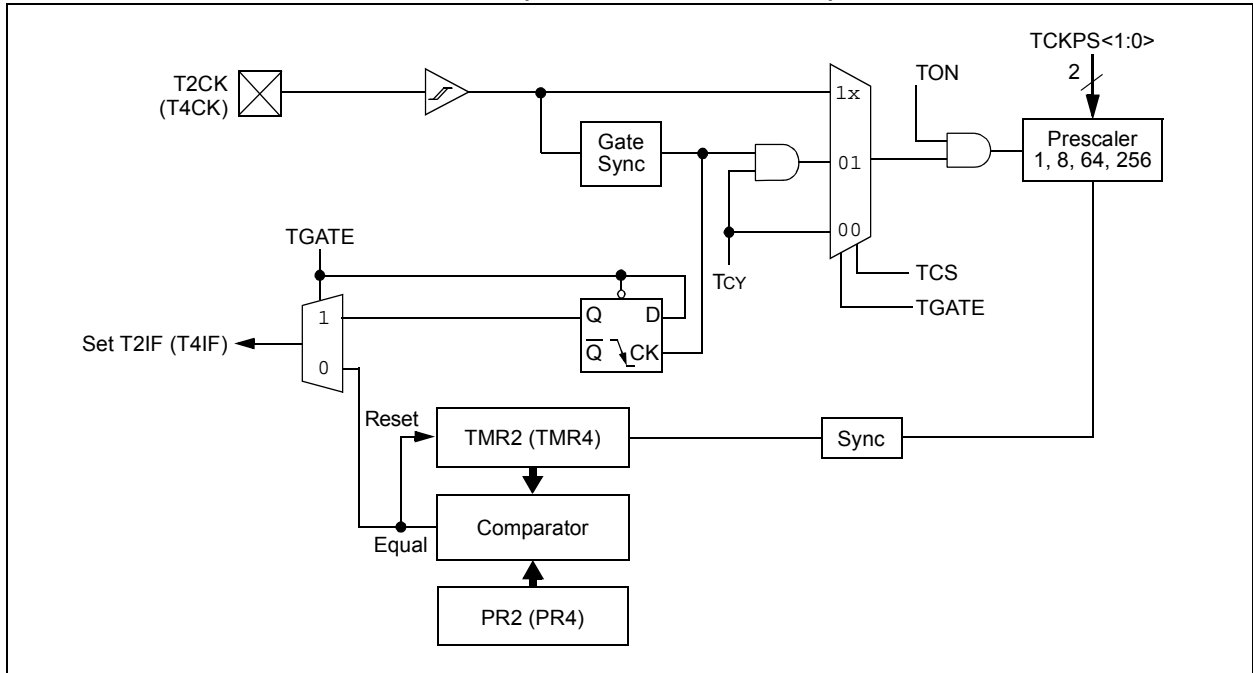 TCKPS<1:0>
2
TON
T2CK
(T4CK)
1x
Prescaler
1, 8, 64, 256
Gate
Sync
01
00
TGATE
TCY
TCS
TGATE
1
Q
D
Set T2IF (T4IF)
Q
CK
0
Reset
TMR2 (TMR4)
Sync
Comparator
Equal
PR2 (PR4)